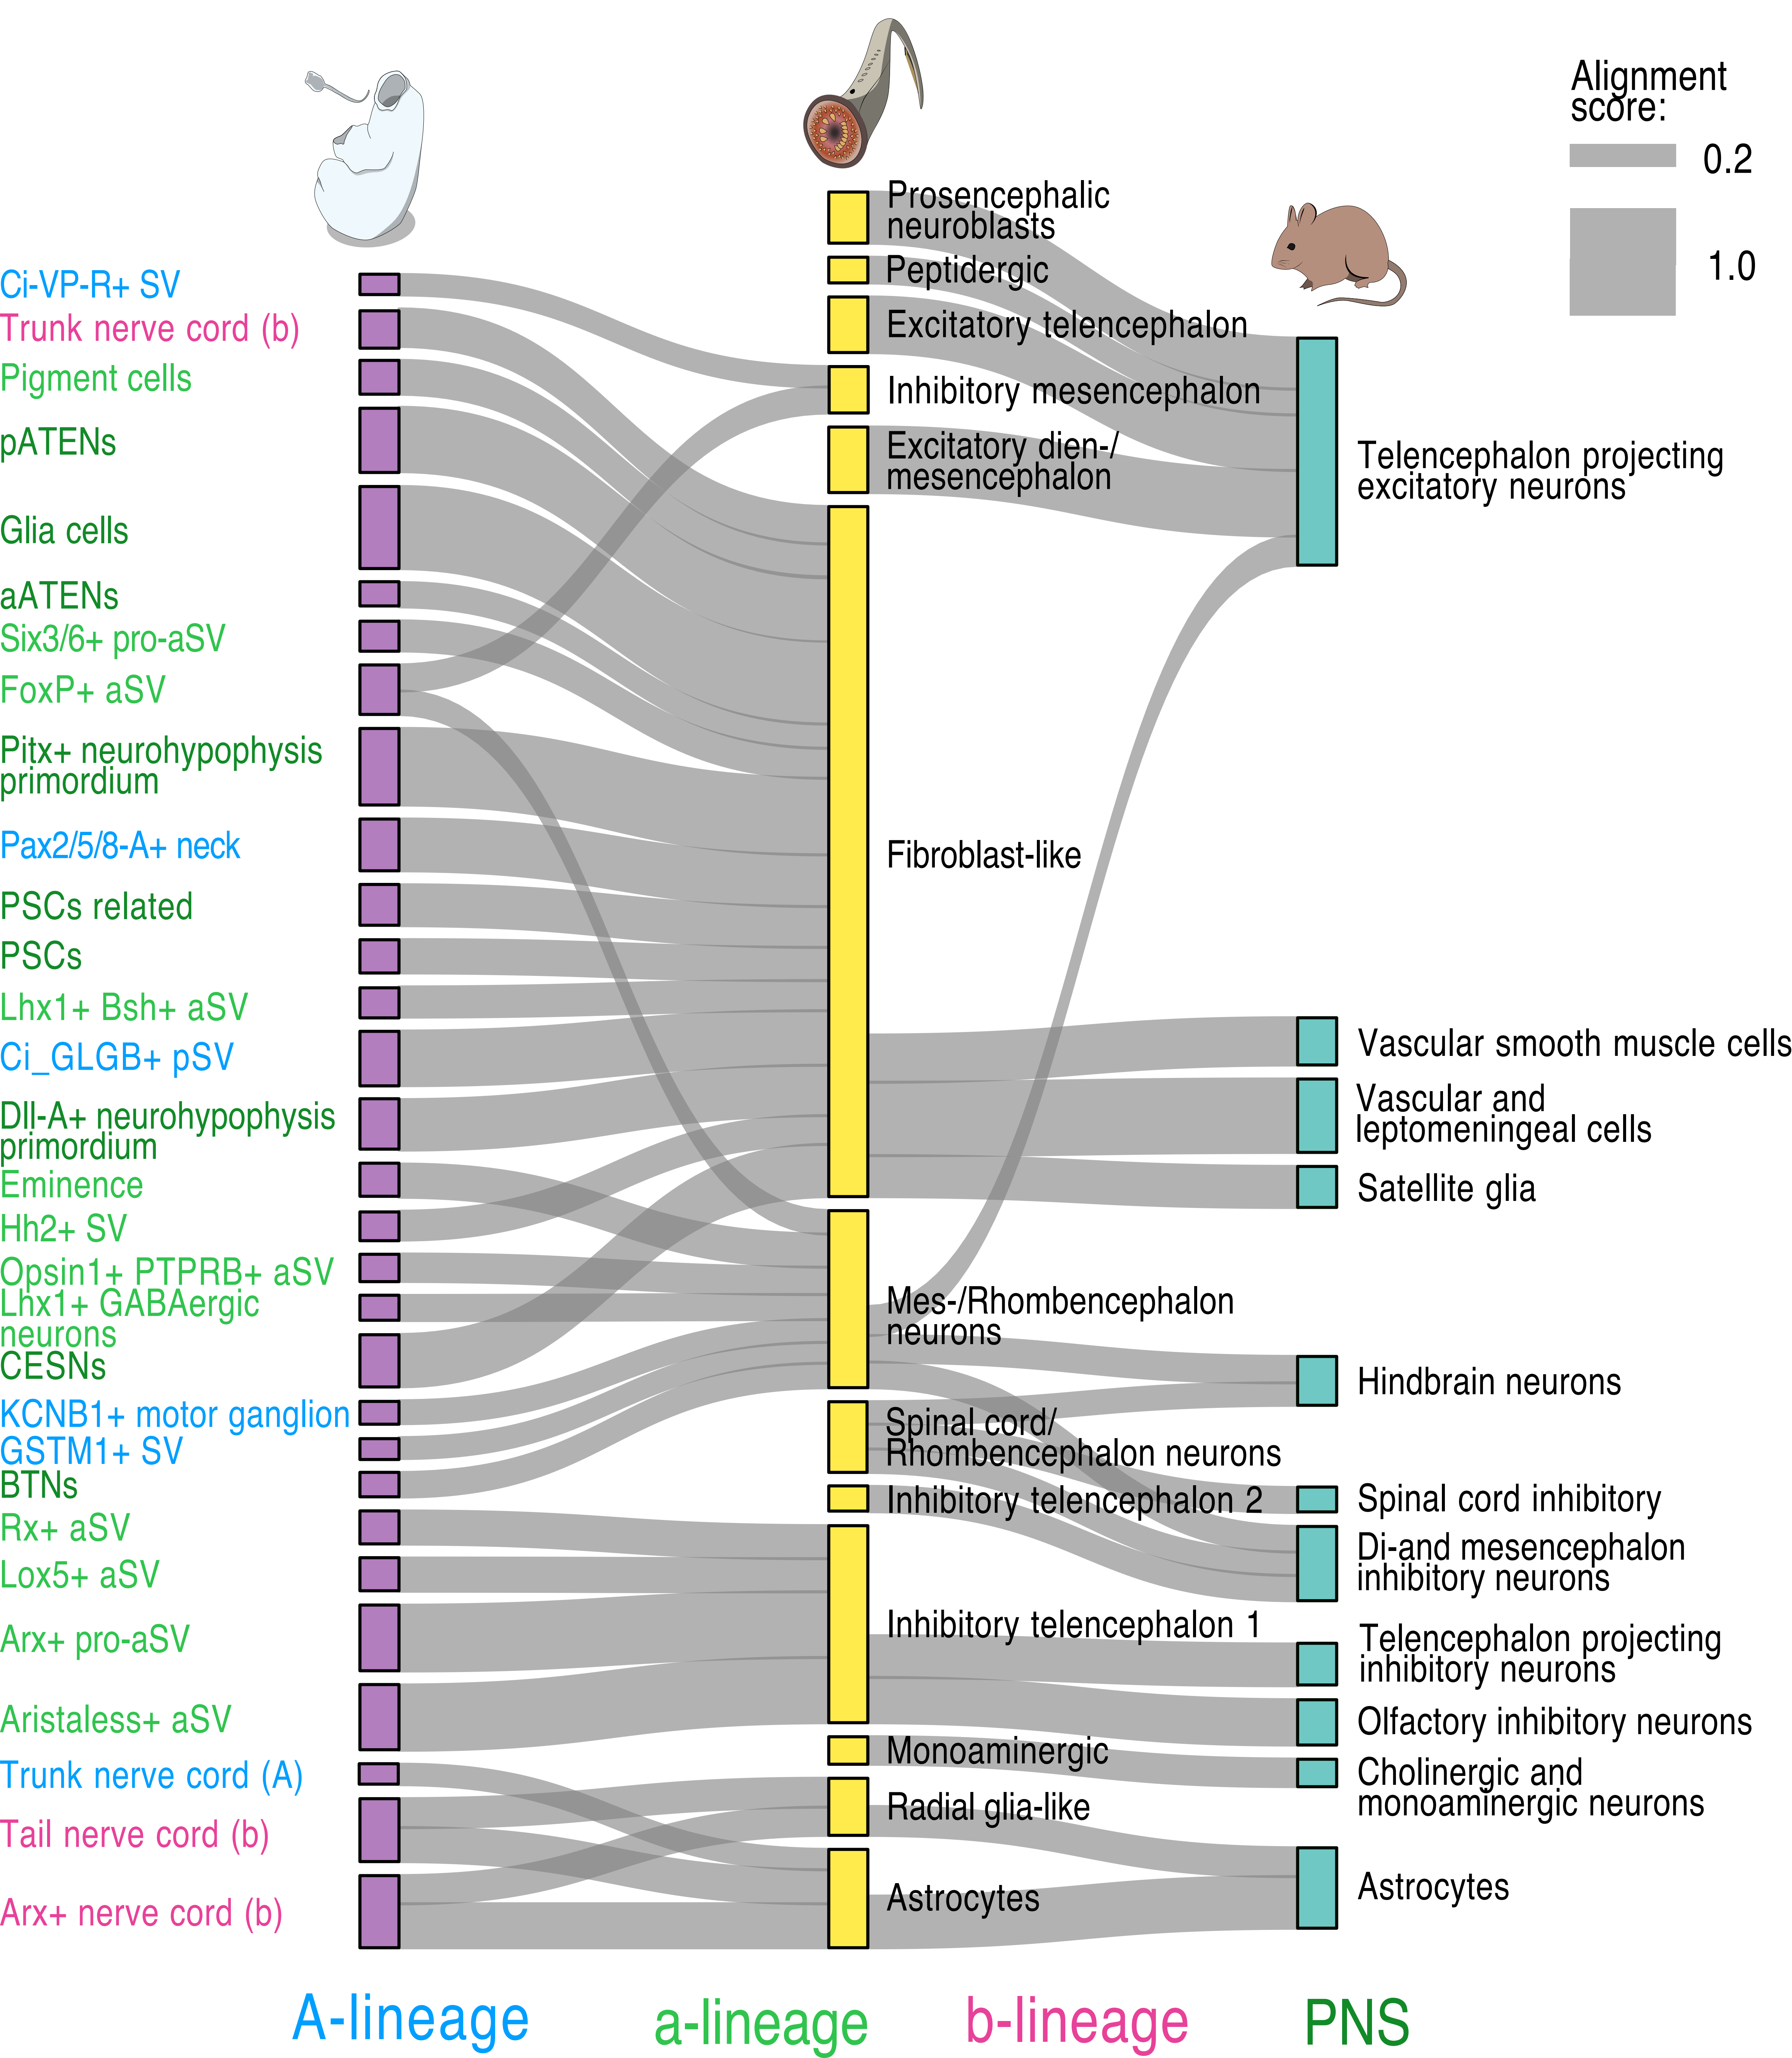 Alignment
score:
0.2
1.0
Ci-VP-R+ SV
Trunk nerve cord (b)
Pigment cells
pATENs
Glia cells
aATENs
Six3/6+ pro-aSV
FoxP+ aSV
Pitx+ neurohypophysis
primordium
Pax2/5/8-A+ neck
PSCs related
PSCs
Lhx1+ Bsh+ aSV
Ci_GLGB+ pSV
Dll-A+ neurohypophysis
primordium
Eminence
Hh2+ SV
Opsin1+ PTPRB+ aSV
Lhx1+ GABAergic
neurons
CESNs
KCNB1+ motor ganglion
GSTM1+ SV
BTNs
Rx+ aSV
Lox5+ aSV
Arx+ pro-aSV
Aristaless+ aSV
Trunk nerve cord (A)
Tail nerve cord (b)
Arx+ nerve cord (b)
Prosencephalic
neuroblasts
Peptidergic
Excitatory telencephalon
Inhibitory mesencephalon
Excitatory dien-/
mesencephalon
Fibroblast-like
Mes-/Rhombencephalon
neurons
Spinal cord/
Rhombencephalon neurons
Inhibitory telencephalon 2
Inhibitory telencephalon 1
Monoaminergic
Radial glia-like
Astrocytes
Telencephalon projecting
excitatory neurons
Vascular smooth muscle cells
Vascular and
leptomeningeal cells
Satellite glia
Hindbrain neurons
Spinal cord inhibitory
Di-and mesencephalon
inhibitory neurons
Telencephalon projecting
inhibitory neurons
Olfactory inhibitory neurons
Cholinergic and
monoaminergic neurons
Astrocytes
A-lineage
a-lineage
b-lineage
PNS